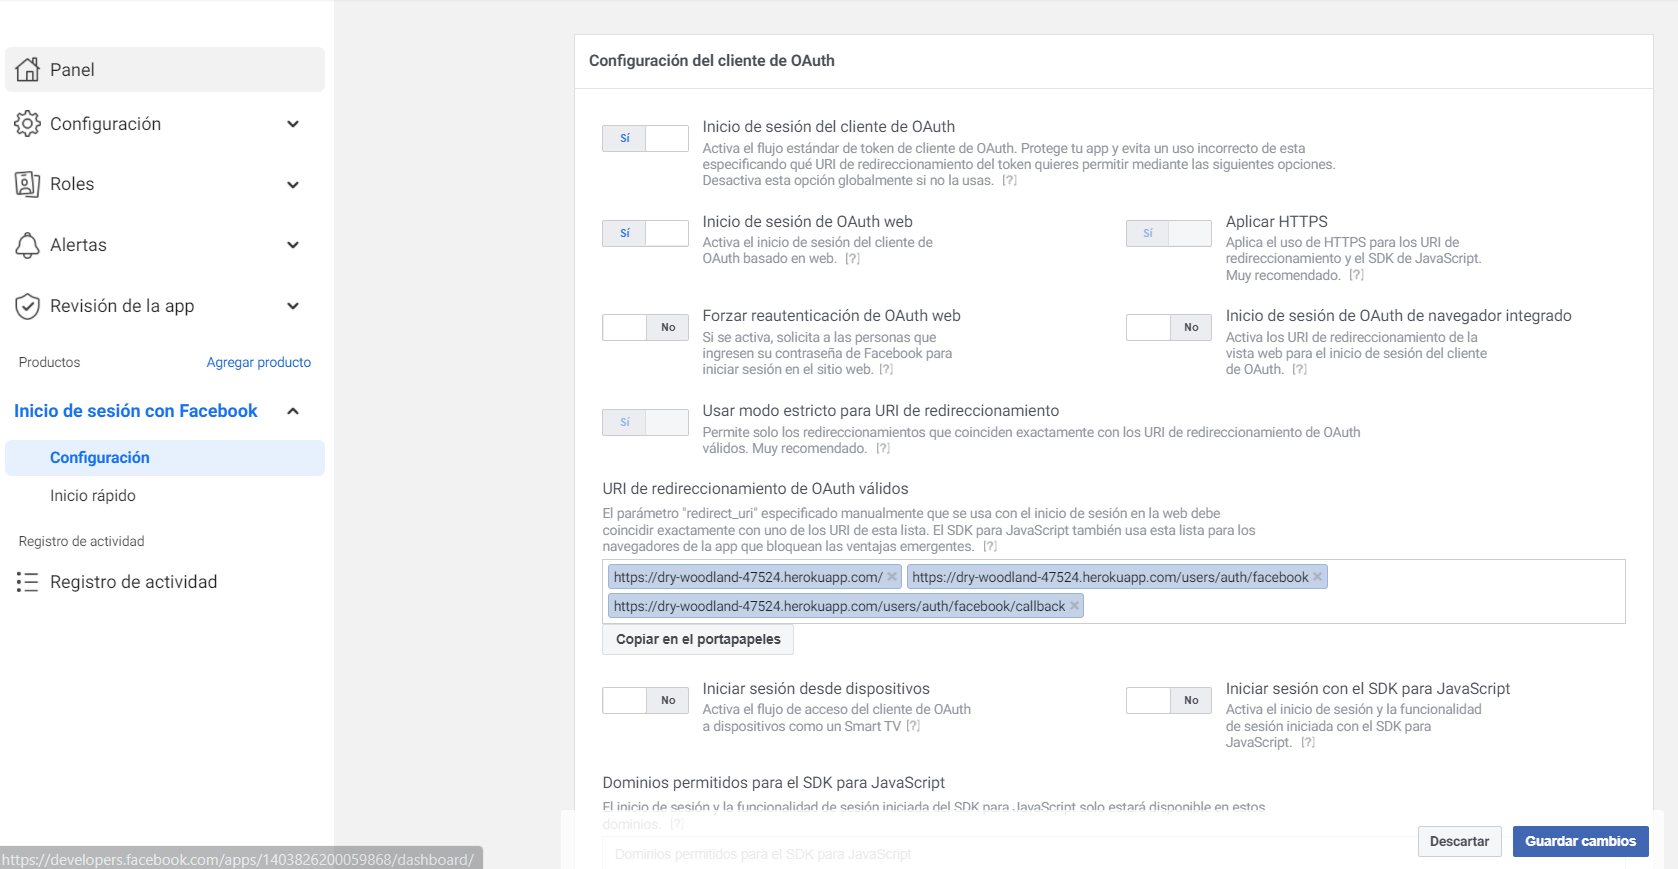 Panel
Configuración
Roles
Alertas
Revisión de la app
Productos
Agregar producto
Inicio de sesión con Facebook
Configuración
Inicio rápido
Registro de actividad
Registro de actividad
https://developers.facebook.com/apps/1403826200059868/dashboard/
Configuración del cliente de OAuth
Sí
Inicio de sesión del cliente de OAuth
Activa el flujo estándar de token de cliente de OAuth. Protege tu app y evita un uso incorrecto de esta
especificando qué URI de redireccionamiento del token quieres permitir mediante las siguientes opciones.
Desactiva esta opción globalmente si no la usas. [?]
Sí
Inicio de sesión de OAuth web
Activa el inicio de sesión del cliente de
OAuth basado en web. [?]
Sí
Aplicar HTTPS
Aplica el uso de HTTPS para los URI de
redireccionamiento y el SDK de JavaScript.
Muy recomendado. [?]
No
Forzar reautenticación de OAuth web
Si se activa, solicita a las personas que
ingresen su contraseña de Facebook para
iniciar sesión en el sitio web. [?]
No
Inicio de sesión de OAuth de navegador integrado
Activa los URI de redireccionamiento de la
vista web para el inicio de sesión del cliente
de OAuth. [?]
Sí
Usar modo estricto para URI de redireccionamiento
Permite solo los redireccionamientos que coinciden exactamente con los URI de redireccionamiento de OAuth
válidos. Muy recomendado. [?]
URI de redireccionamiento de OAuth válidos
El parámetro "redirect_uri" especificado manualmente que se usa con el inicio de sesión en la web debe
coincidir exactamente con uno de los URI de esta lista. El SDK para JavaScript también usa esta lista para los
navegadores de la app que bloquean las ventajas emergentes. [?]
https://dry-woodland-47524.herokuapp.com/ × https://dry-woodland-47524.herokuapp.com/users/auth/facebook ×
https://dry-woodland-47524.herokuapp.com/users/auth/facebook/callback ×
Copiar en el portapapeles
No
Iniciar sesión desde dispositivos
Activa el flujo de acceso del cliente de OAuth
a dispositivos como un Smart TV [?]
No
Iniciar sesión con el SDK para JavaScript
Activa el inicio de sesión y la funcionalidad
de sesión iniciada con el SDK para
JavaScript. [?]
Dominios permitidos para el SDK para JavaScript
El inicio de sesión y la funcionalidad de sesión iniciada del SDK para JavaScript solo estará disponible en estos
dominios. [?]
Dominios permitidos para el SDK para JavaScript
Descartar
Guardar cambios